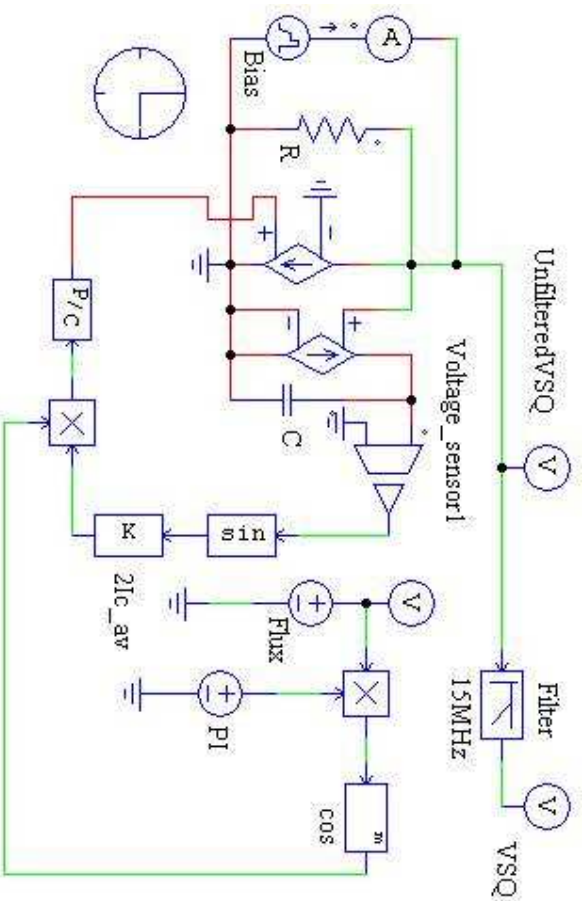 UnfilteredVSQ
V
Filter
15MHz
V
VSQ
A
Bias
R
Voltage_sensor1
C
P/C
K
2Ic_av
sin
Flux
V
PI
m
cos